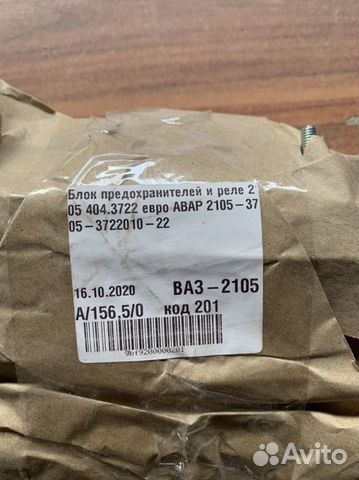 Блок предохранителей и реле 2
05 404.3722 евро АВАР 2105-37
05-3722010-22
16.10.2020 ВАЗ-2105
А/156,5/0 код 201
9bf9200000201
Avito